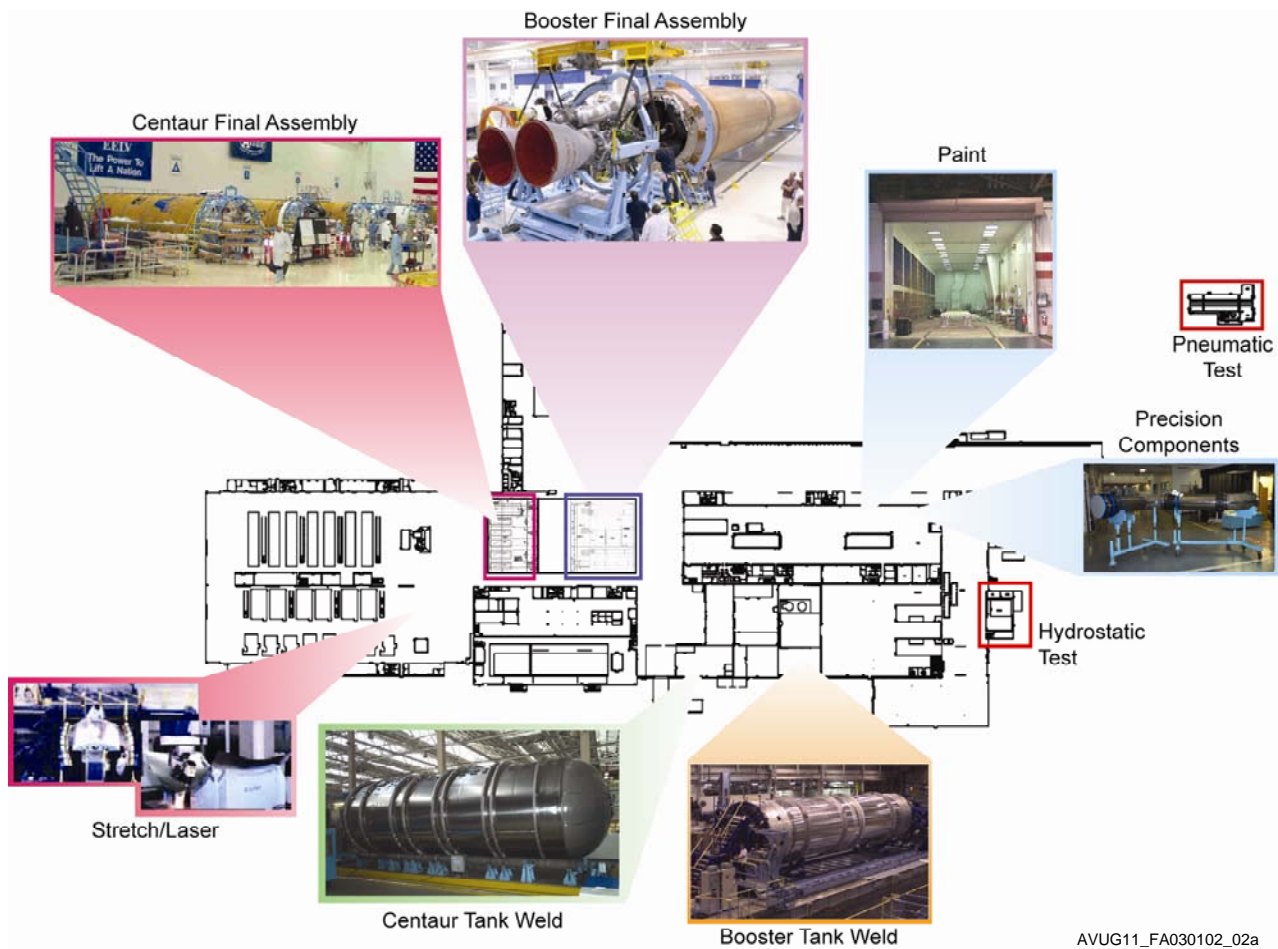 Booster Final Assembly
Centaur Final Assembly
EELV
The Power To
Lift A Nation
Paint
Pneumatic
Test
Precision
Components
Hydrostatic
Test
Stretch/Laser
Centaur Tank Weld
Booster Tank Weld
AVUG11_FA030102_02a